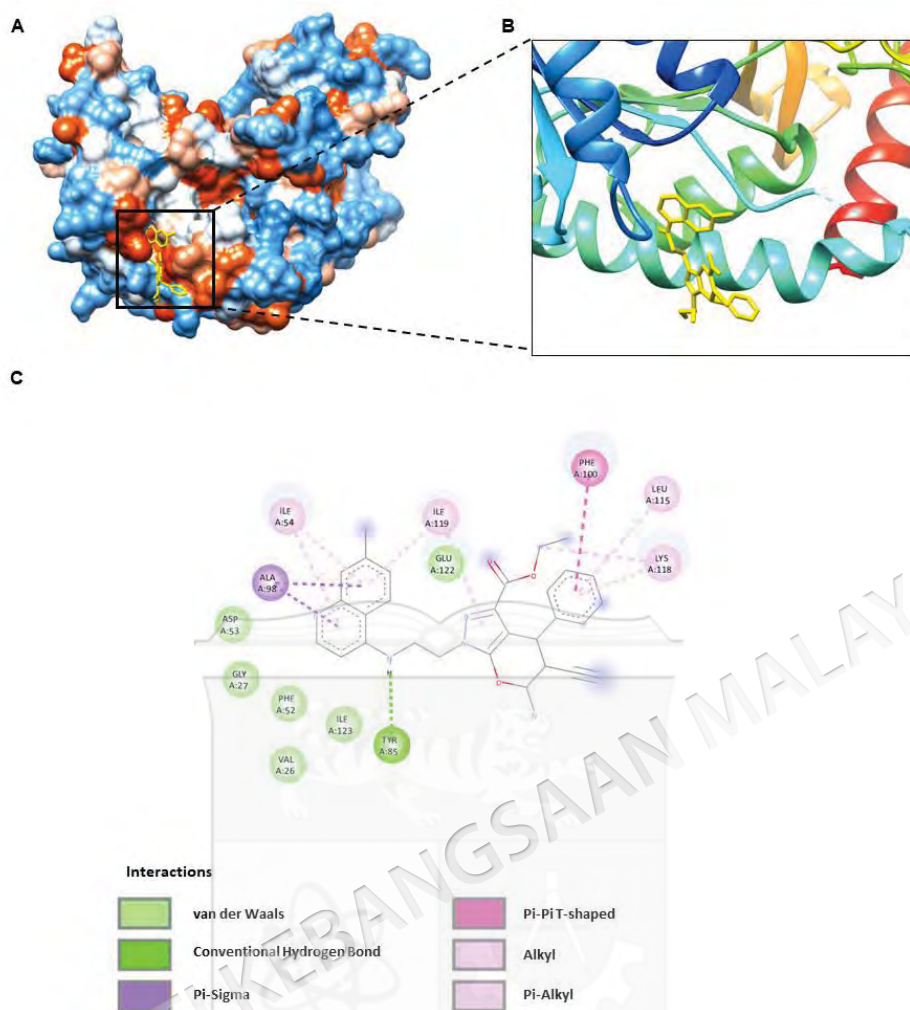 A
B
C
PHE
A:100
LEU
A:115
ILE
A:54
ILE
A:119
GLU
A:122
LYS
A:118
ALA
A:98
ASP
A:53
GLY
A:27
PHE
A:52
ILE
A:123
TYR
A:85
VAL
A:26
H
N
N
N
O
O
O
KEBANGSAAN MALAY
Interactions
van der Waals
Pi-Pi T-shaped
Conventional Hydrogen Bond
Alkyl
Pi-Sigma
Pi-Alkyl